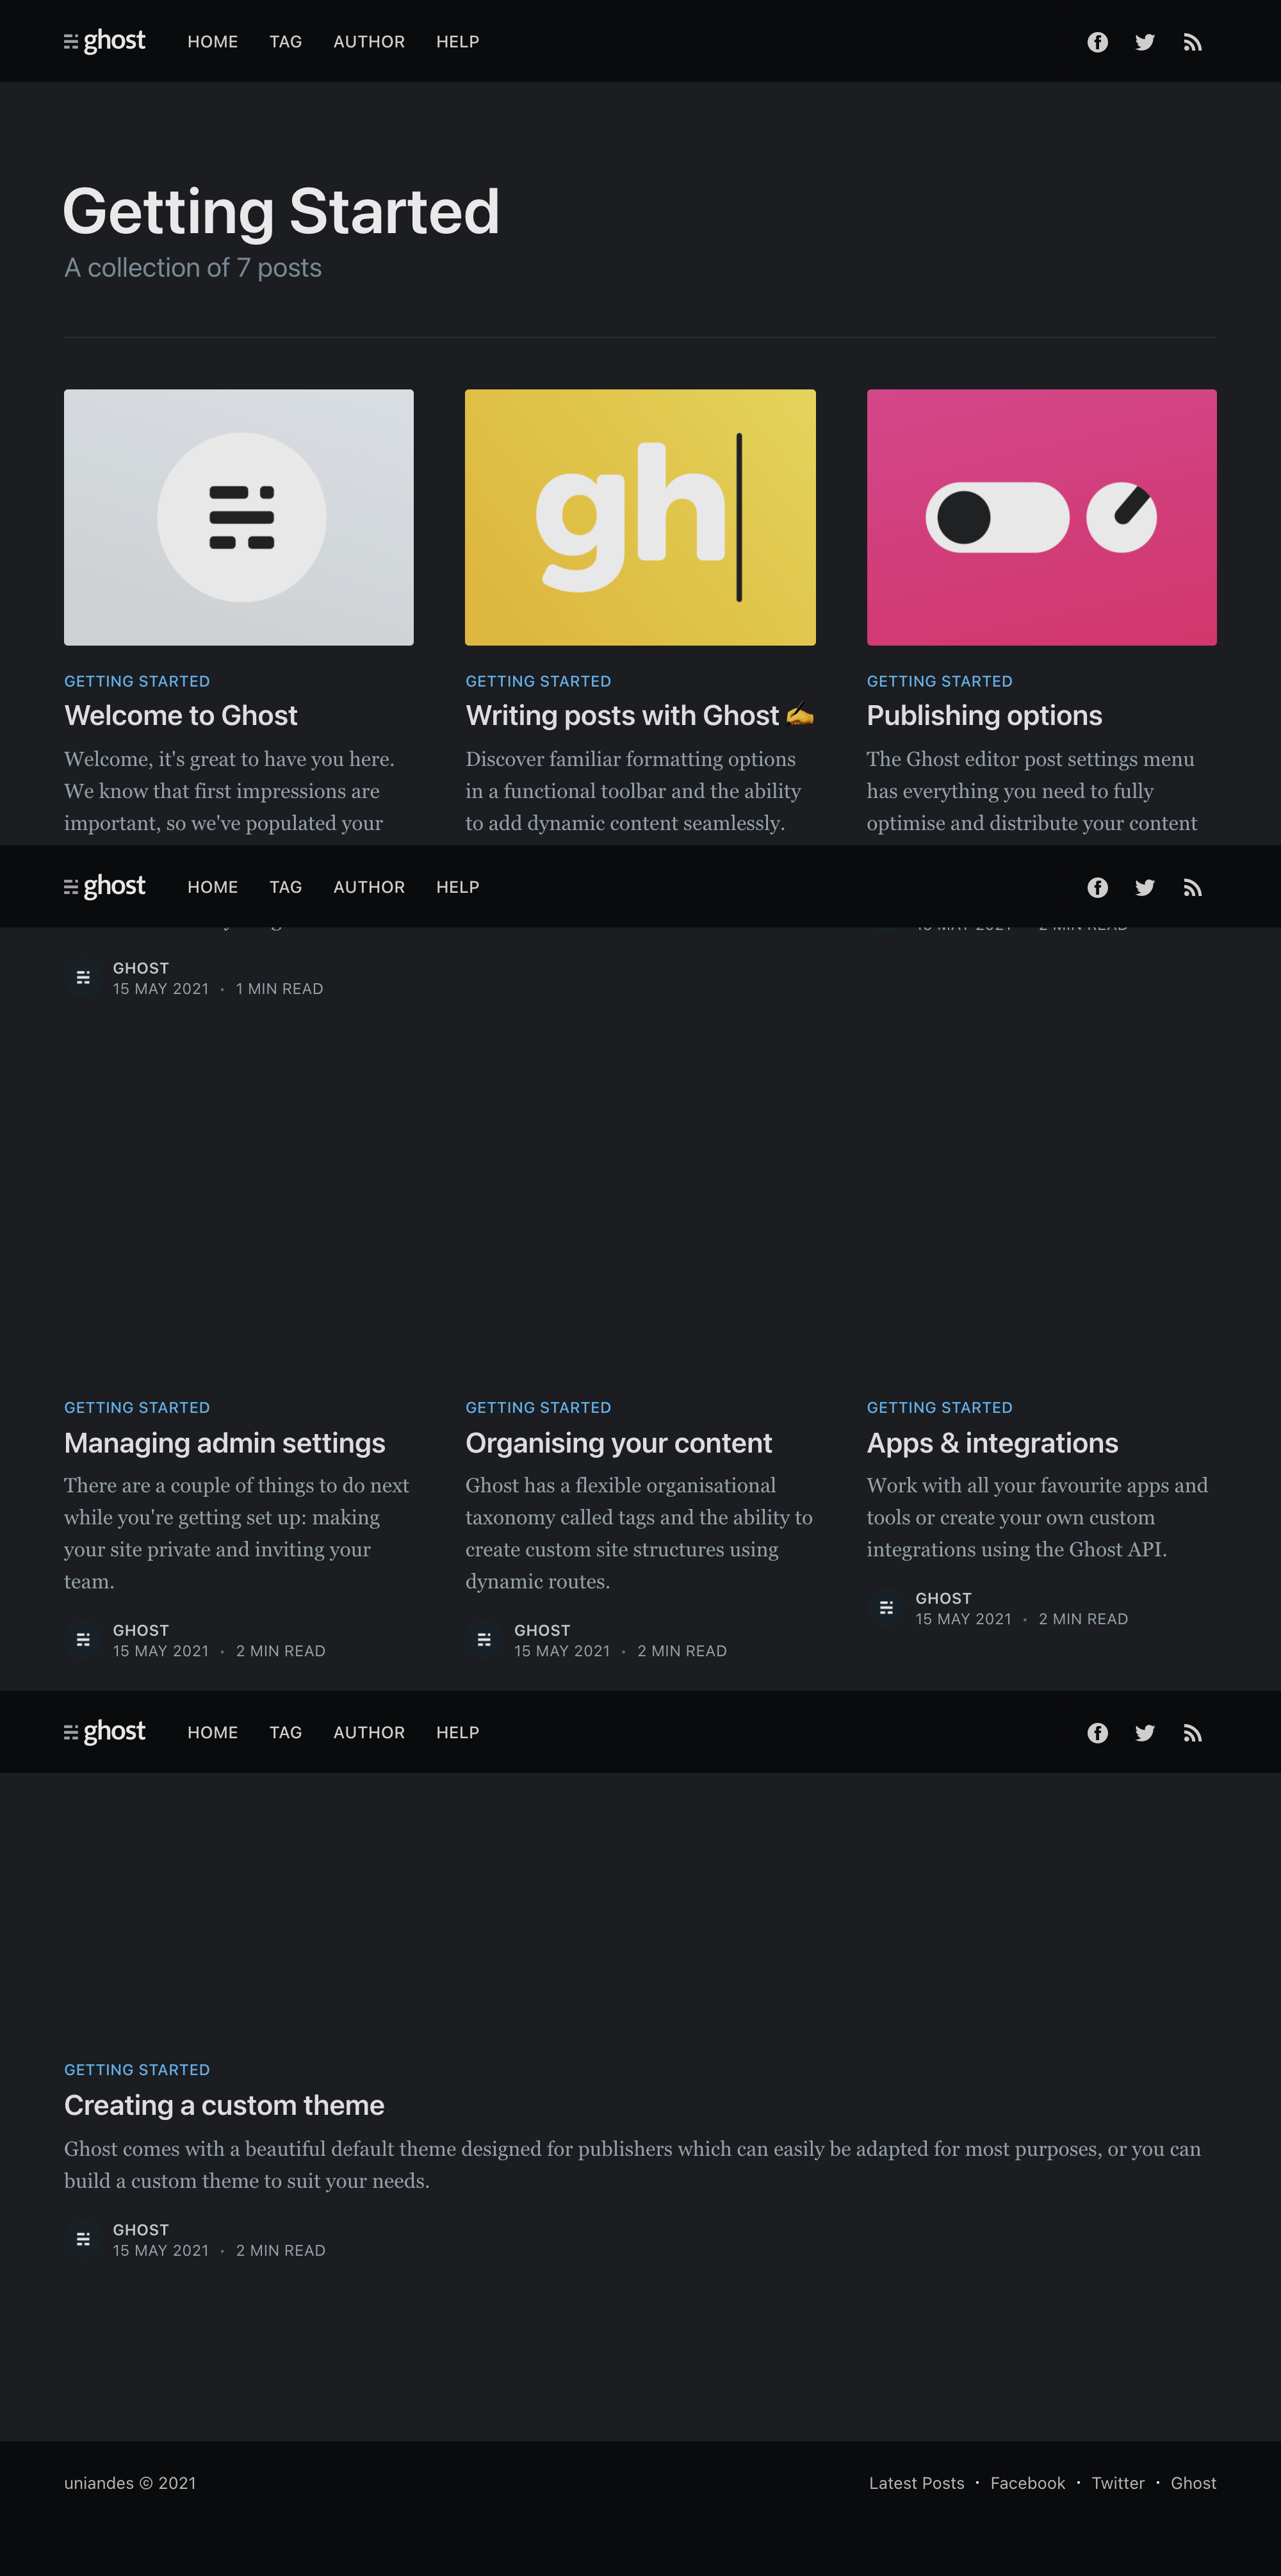 ghost HOME TAG AUTHOR HELP
Getting Started
A collection of 7 posts
gh
GETTING STARTED
Welcome to Ghost
Welcome, it's great to have you here.
We know that first impressions are
important, so we've populated your
GETTING STARTED
Writing posts with Ghost ✍️
Discover familiar formatting options
in a functional toolbar and the ability
to add dynamic content seamlessly.
GETTING STARTED
Publishing options
The Ghost editor post settings menu
has everything you need to fully
optimise and distribute your content
ghost HOME TAG AUTHOR HELP
15 MAY 2021 • 2 MIN READ
GHOST
15 MAY 2021 • 1 MIN READ
GETTING STARTED
Managing admin settings
There are a couple of things to do next
while you're getting set up: making
your site private and inviting your
team.
GHOST
15 MAY 2021 • 2 MIN READ
GETTING STARTED
Organising your content
Ghost has a flexible organisational
taxonomy called tags and the ability to
create custom site structures using
dynamic routes.
GHOST
15 MAY 2021 • 2 MIN READ
GETTING STARTED
Apps & integrations
Work with all your favourite apps and
tools or create your own custom
integrations using the Ghost API.
GHOST
15 MAY 2021 • 2 MIN READ
ghost HOME TAG AUTHOR HELP
GETTING STARTED
Creating a custom theme
Ghost comes with a beautiful default theme designed for publishers which can easily be adapted for most purposes, or you can
build a custom theme to suit your needs.
GHOST
15 MAY 2021 • 2 MIN READ
uniandes © 2021
Latest Posts • Facebook • Twitter • Ghost